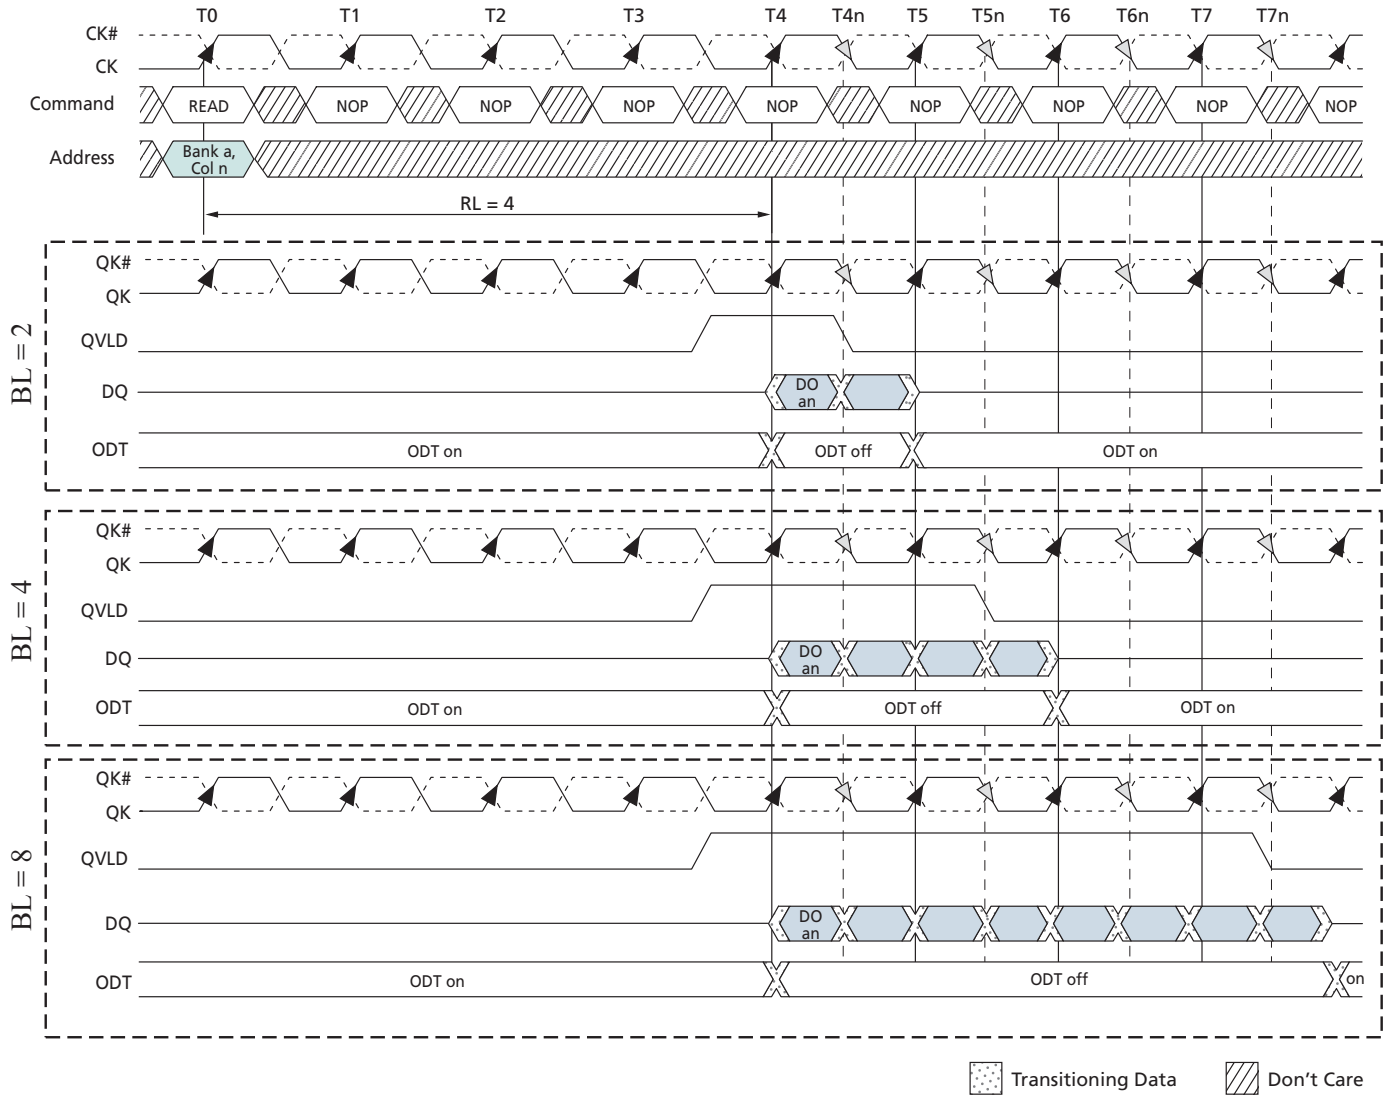 T0 T1 T2 T3 T4 T4n T5 T5n T6 T6n T7 T7n
CK#
CK
Command READ NOP NOP NOP NOP NOP NOP NOP NOP
Address Bank a,
Col n
RL = 4
BL = 2
QK#
QK
QVLD
DQ DO
an
ODT ODT on ODT off ODT on
BL = 4
QK#
QK
QVLD
DQ DO
an
ODT ODT on ODT off ODT on
BL = 8
QK#
QK
QVLD
DQ DO
an
ODT ODT on ODT off on
Transitioning Data Don't Care